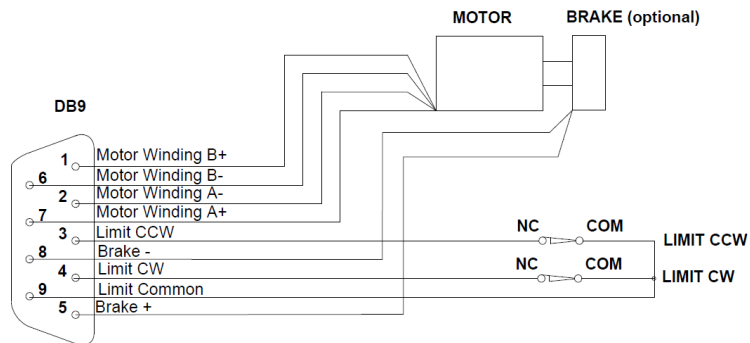 MOTOR
BRAKE (optional)
DB9
1 Motor Winding B+
6 Motor Winding B-
2 Motor Winding A-
7 Motor Winding A+
3 Limit CCW
NC COM LIMIT CCW
8 Brake -
4 Limit CW
NC COM LIMIT CW
9 Limit Common
5 Brake +